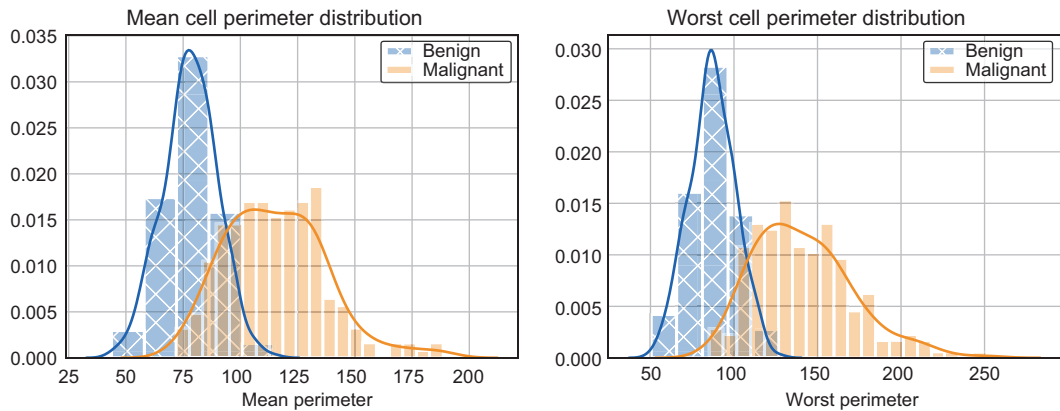 Mean cell perimeter distribution
0.035
0.030
0.025
0.020
0.015
0.010
0.005
0.000
Benign
Malignant
25 50 75 100 125 150 175 200
Mean perimeter
Worst cell perimeter distribution
0.030
0.025
0.020
0.015
0.010
0.005
0.000
Benign
Malignant
50 100 150 200 250
Worst perimeter